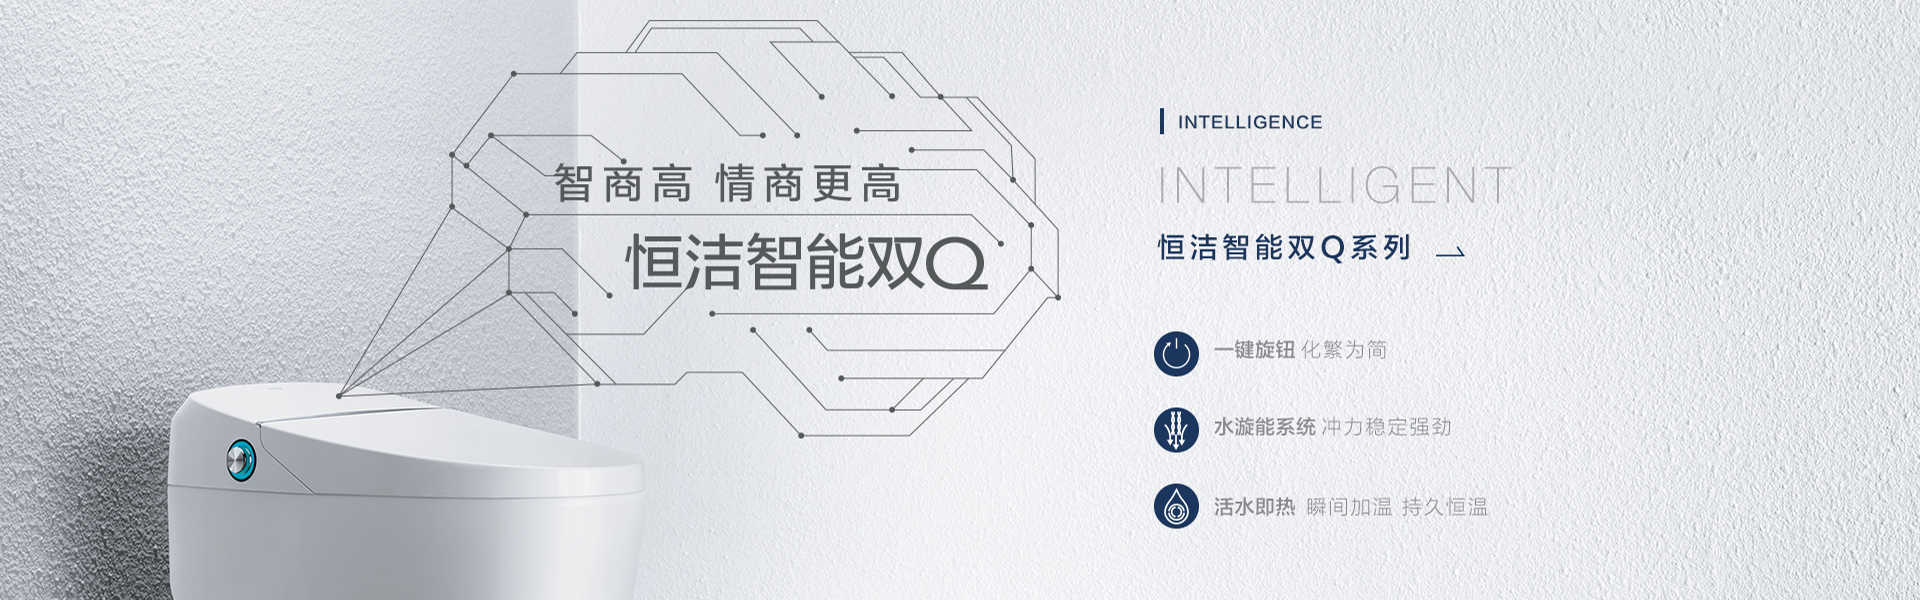 智商高 情商更高
恒洁智能双Q
INTELLIGENCE
INTELLIGENT
恒洁智能双Q系列
一键旋钮 化繁为简
水漩能系统 冲力稳定强劲
活水即热 瞬间加温 持久恒温